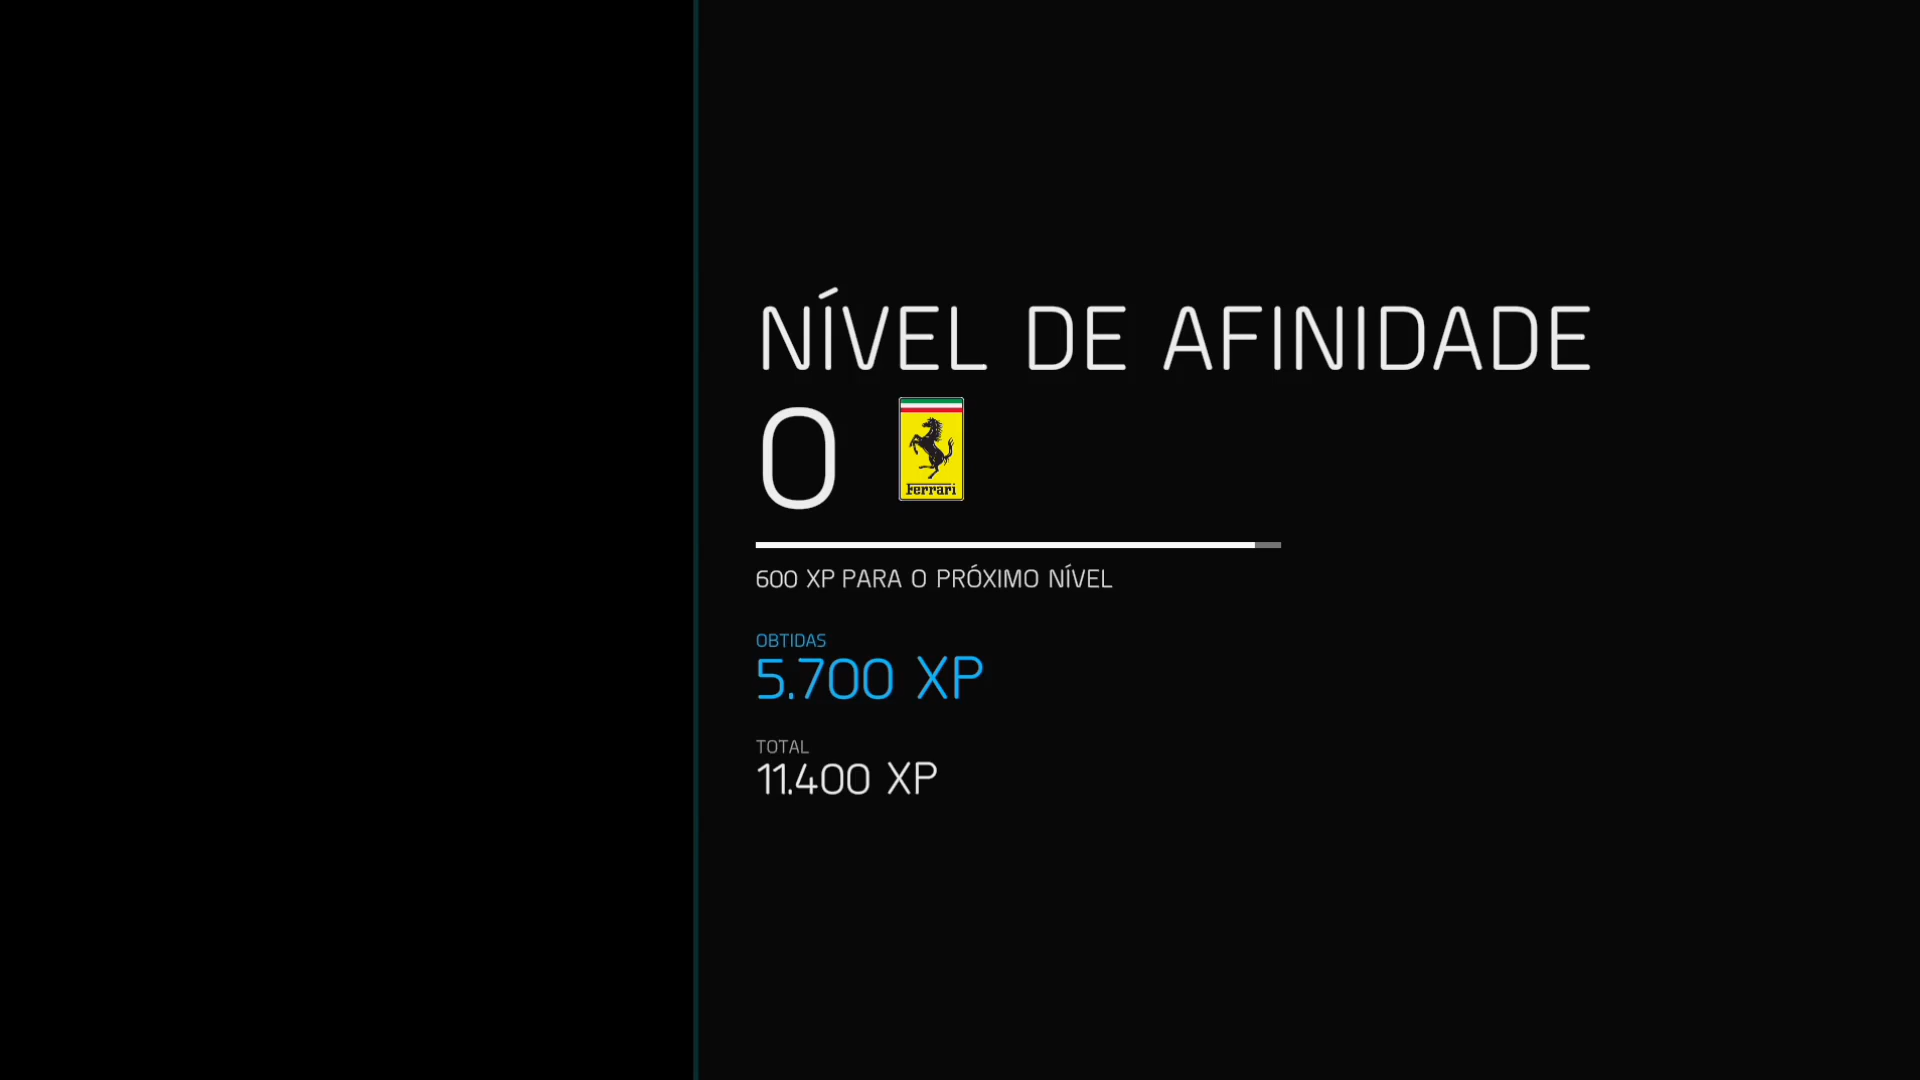 NÍVEL DE AFINIDADE
0
Ferrari
600 XP PARA O PRÓXIMO NÍVEL
OBTIDAS
5.700 XP
TOTAL
11.400 XP